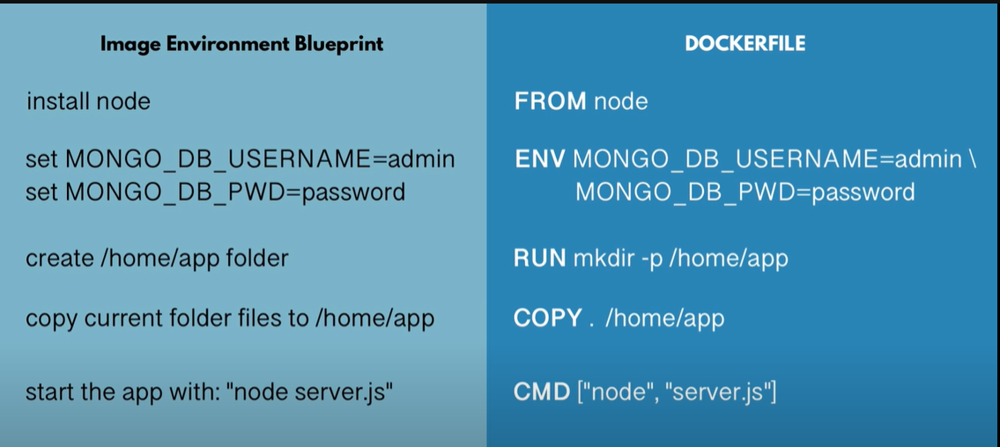 Image Environment Blueprint
DOCKERFILE
install node
FROM node
set MONGO_DB_USERNAME=admin
ENV MONGO_DB_USERNAME=admin \
set MONGO_DB_PWD=password
MONGO_DB_PWD=password
create /home/app folder
RUN mkdir -p /home/app
copy current folder files to /home/app
COPY . /home/app
start the app with: "node server.js"
CMD ["node", "server.js"]